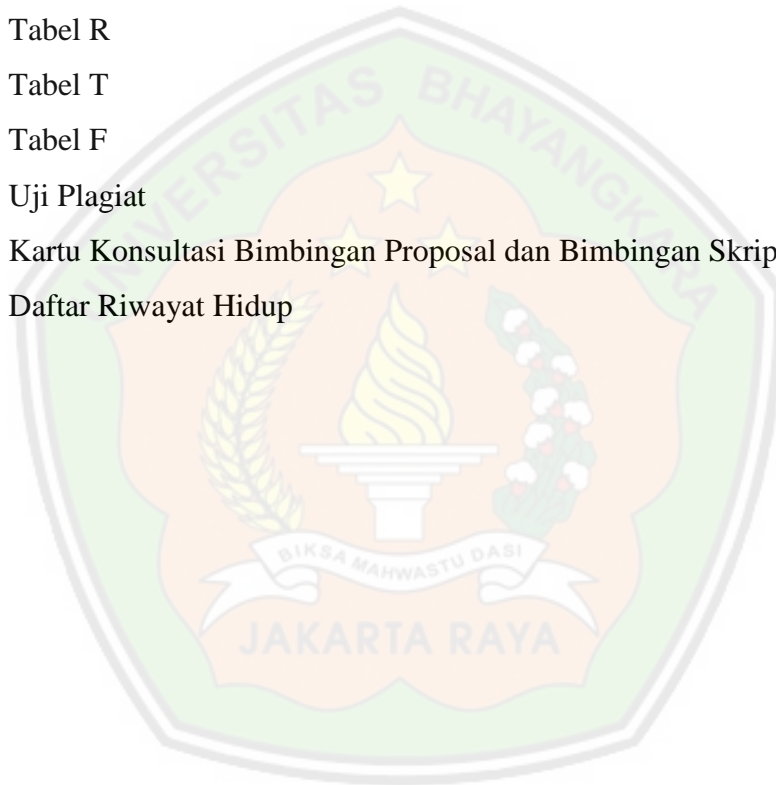 Tabel R
Tabel T
Tabel F
Uji Plagiat
Kartu Konsultasi Bimbingan Proposal dan Bimbingan Skrip
Daftar Riwayat Hidup
UNIVERSITAS BHAYANGKARA
BIKSA MAHWASTU DASI
JAKARTA RAYA